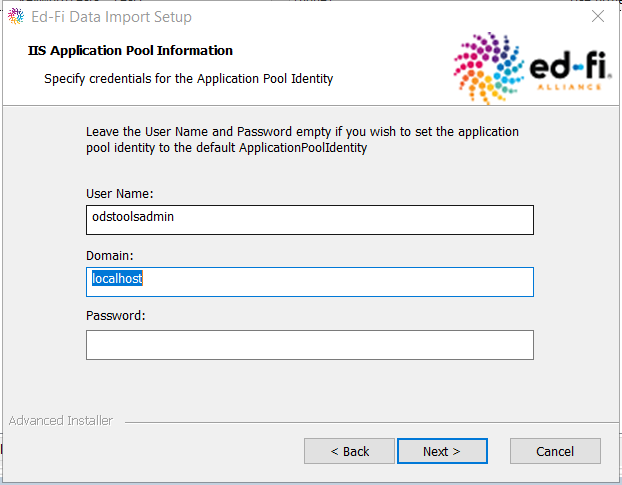 Ed-Fi Data Import Setup
IIS Application Pool Information
Specify credentials for the Application Pool Identity
ed-fi
ALLIANCE
Leave the User Name and Password empty if you wish to set the application
pool identity to the default ApplicationPoolIdentity
User Name:
odstoolsadmin
Domain:
localhost
Password:
Advanced Installer
< Back
Next >
Cancel